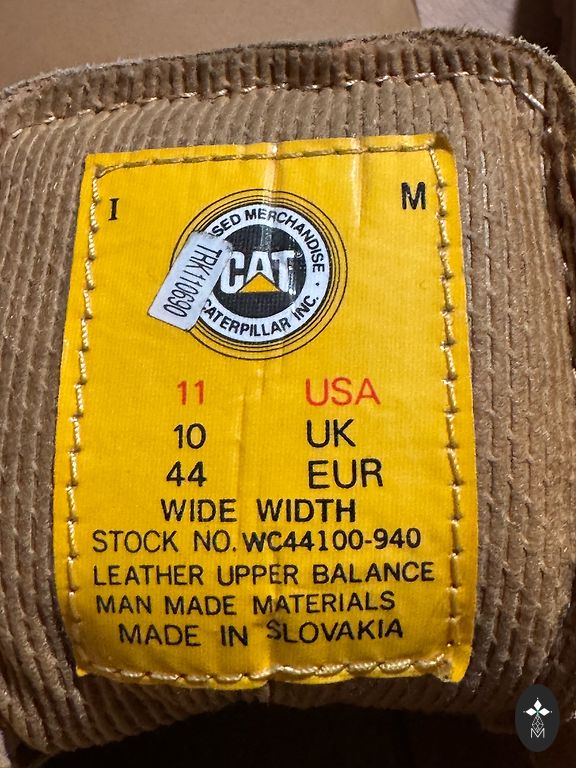 I
M
SED MERCHANDISE
CAT
CATERPILLAR INC.
TRK110690
11 USA
10 UK
44 EUR
WIDE WIDTH
STOCK NO. WC44100-940
LEATHER UPPER BALANCE
MAN MADE MATERIALS
MADE IN SLOVAKIA
M